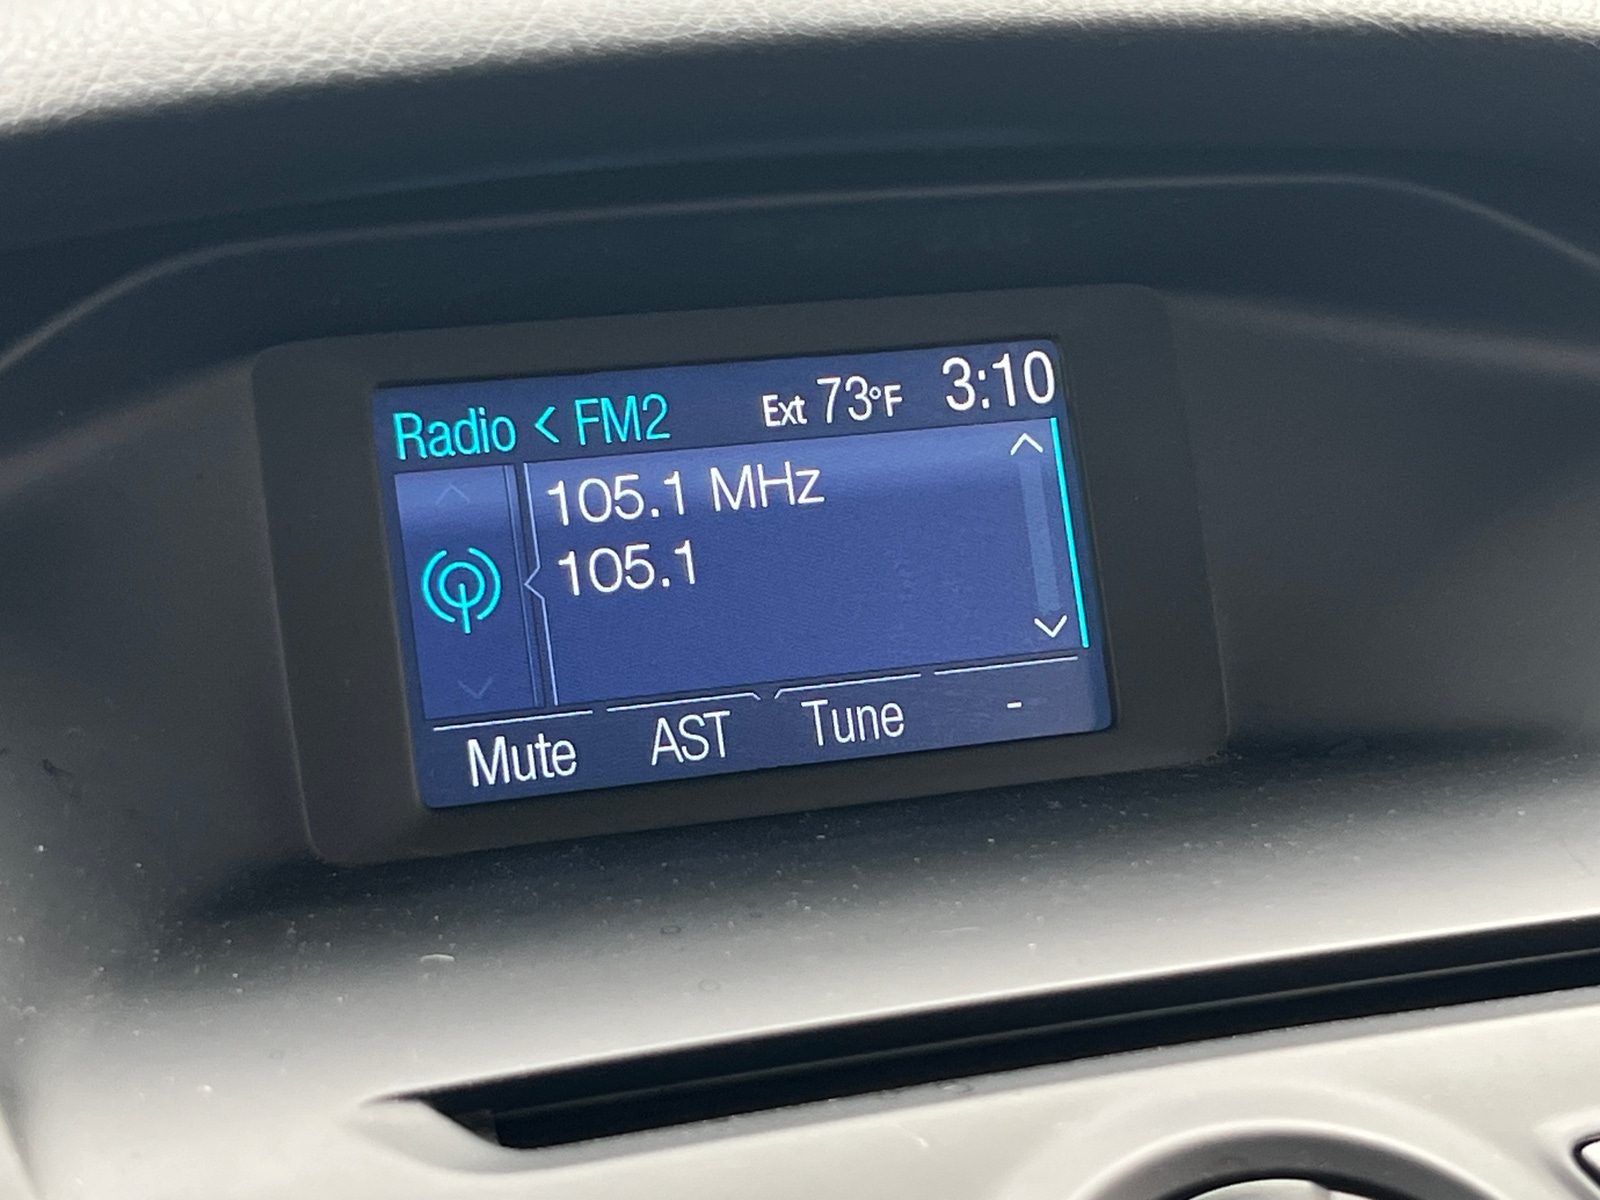 Radio < FM2 Ext 73°F 3:10
105.1 MHz
105.1
Mute AST Tune -